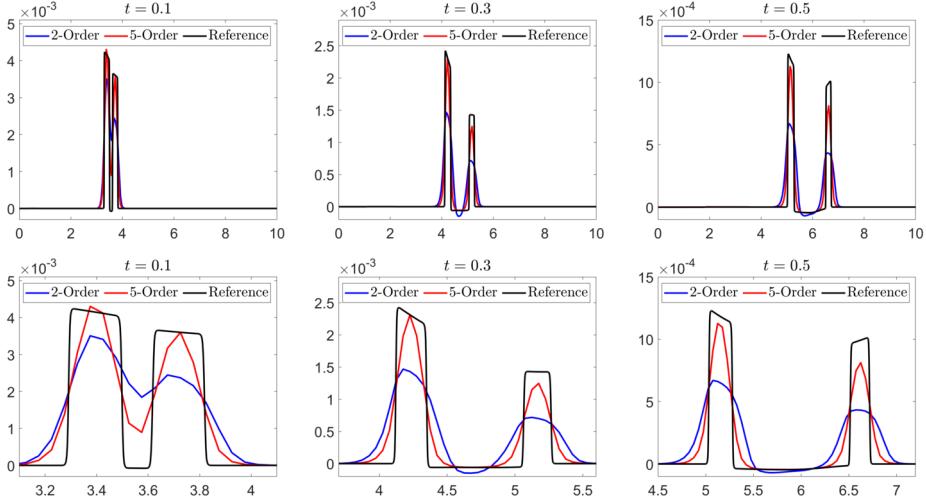 t = 0.1
×10⁻³
2-Order 5-Order Reference
5
4
3
2
1
0
0 2 4 6 8 10
t = 0.3
×10⁻³
2-Order 5-Order Reference
2.5
2
1.5
1
0.5
0
0 2 4 6 8 10
t = 0.5
×10⁻⁴
2-Order 5-Order Reference
15
10
5
0
0 2 4 6 8 10
t = 0.1
×10⁻³
2-Order 5-Order Reference
5
4
3
2
1
0
3.2 3.4 3.6 3.8 4
t = 0.3
×10⁻³
2-Order 5-Order Reference
2.5
2
1.5
1
0.5
0
4 4.5 5 5.5
t = 0.5
×10⁻⁴
2-Order 5-Order Reference
15
10
5
0
4.5 5 5.5 6 6.5 7